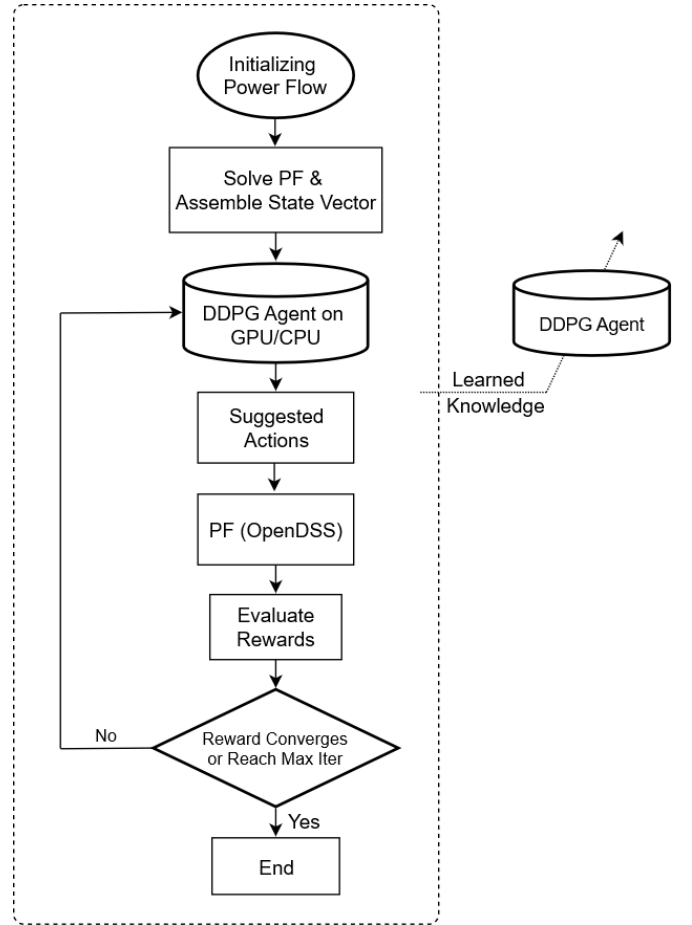 Initializing
Power Flow
Solve PF &
Assemble State Vector
DDPG Agent on
GPU/CPU
Suggested
Actions
PF (OpenDSS)
Evaluate
Rewards
Reward Converges
or Reach Max Iter
No
Yes
End
DDPG Agent
Learned
Knowledge